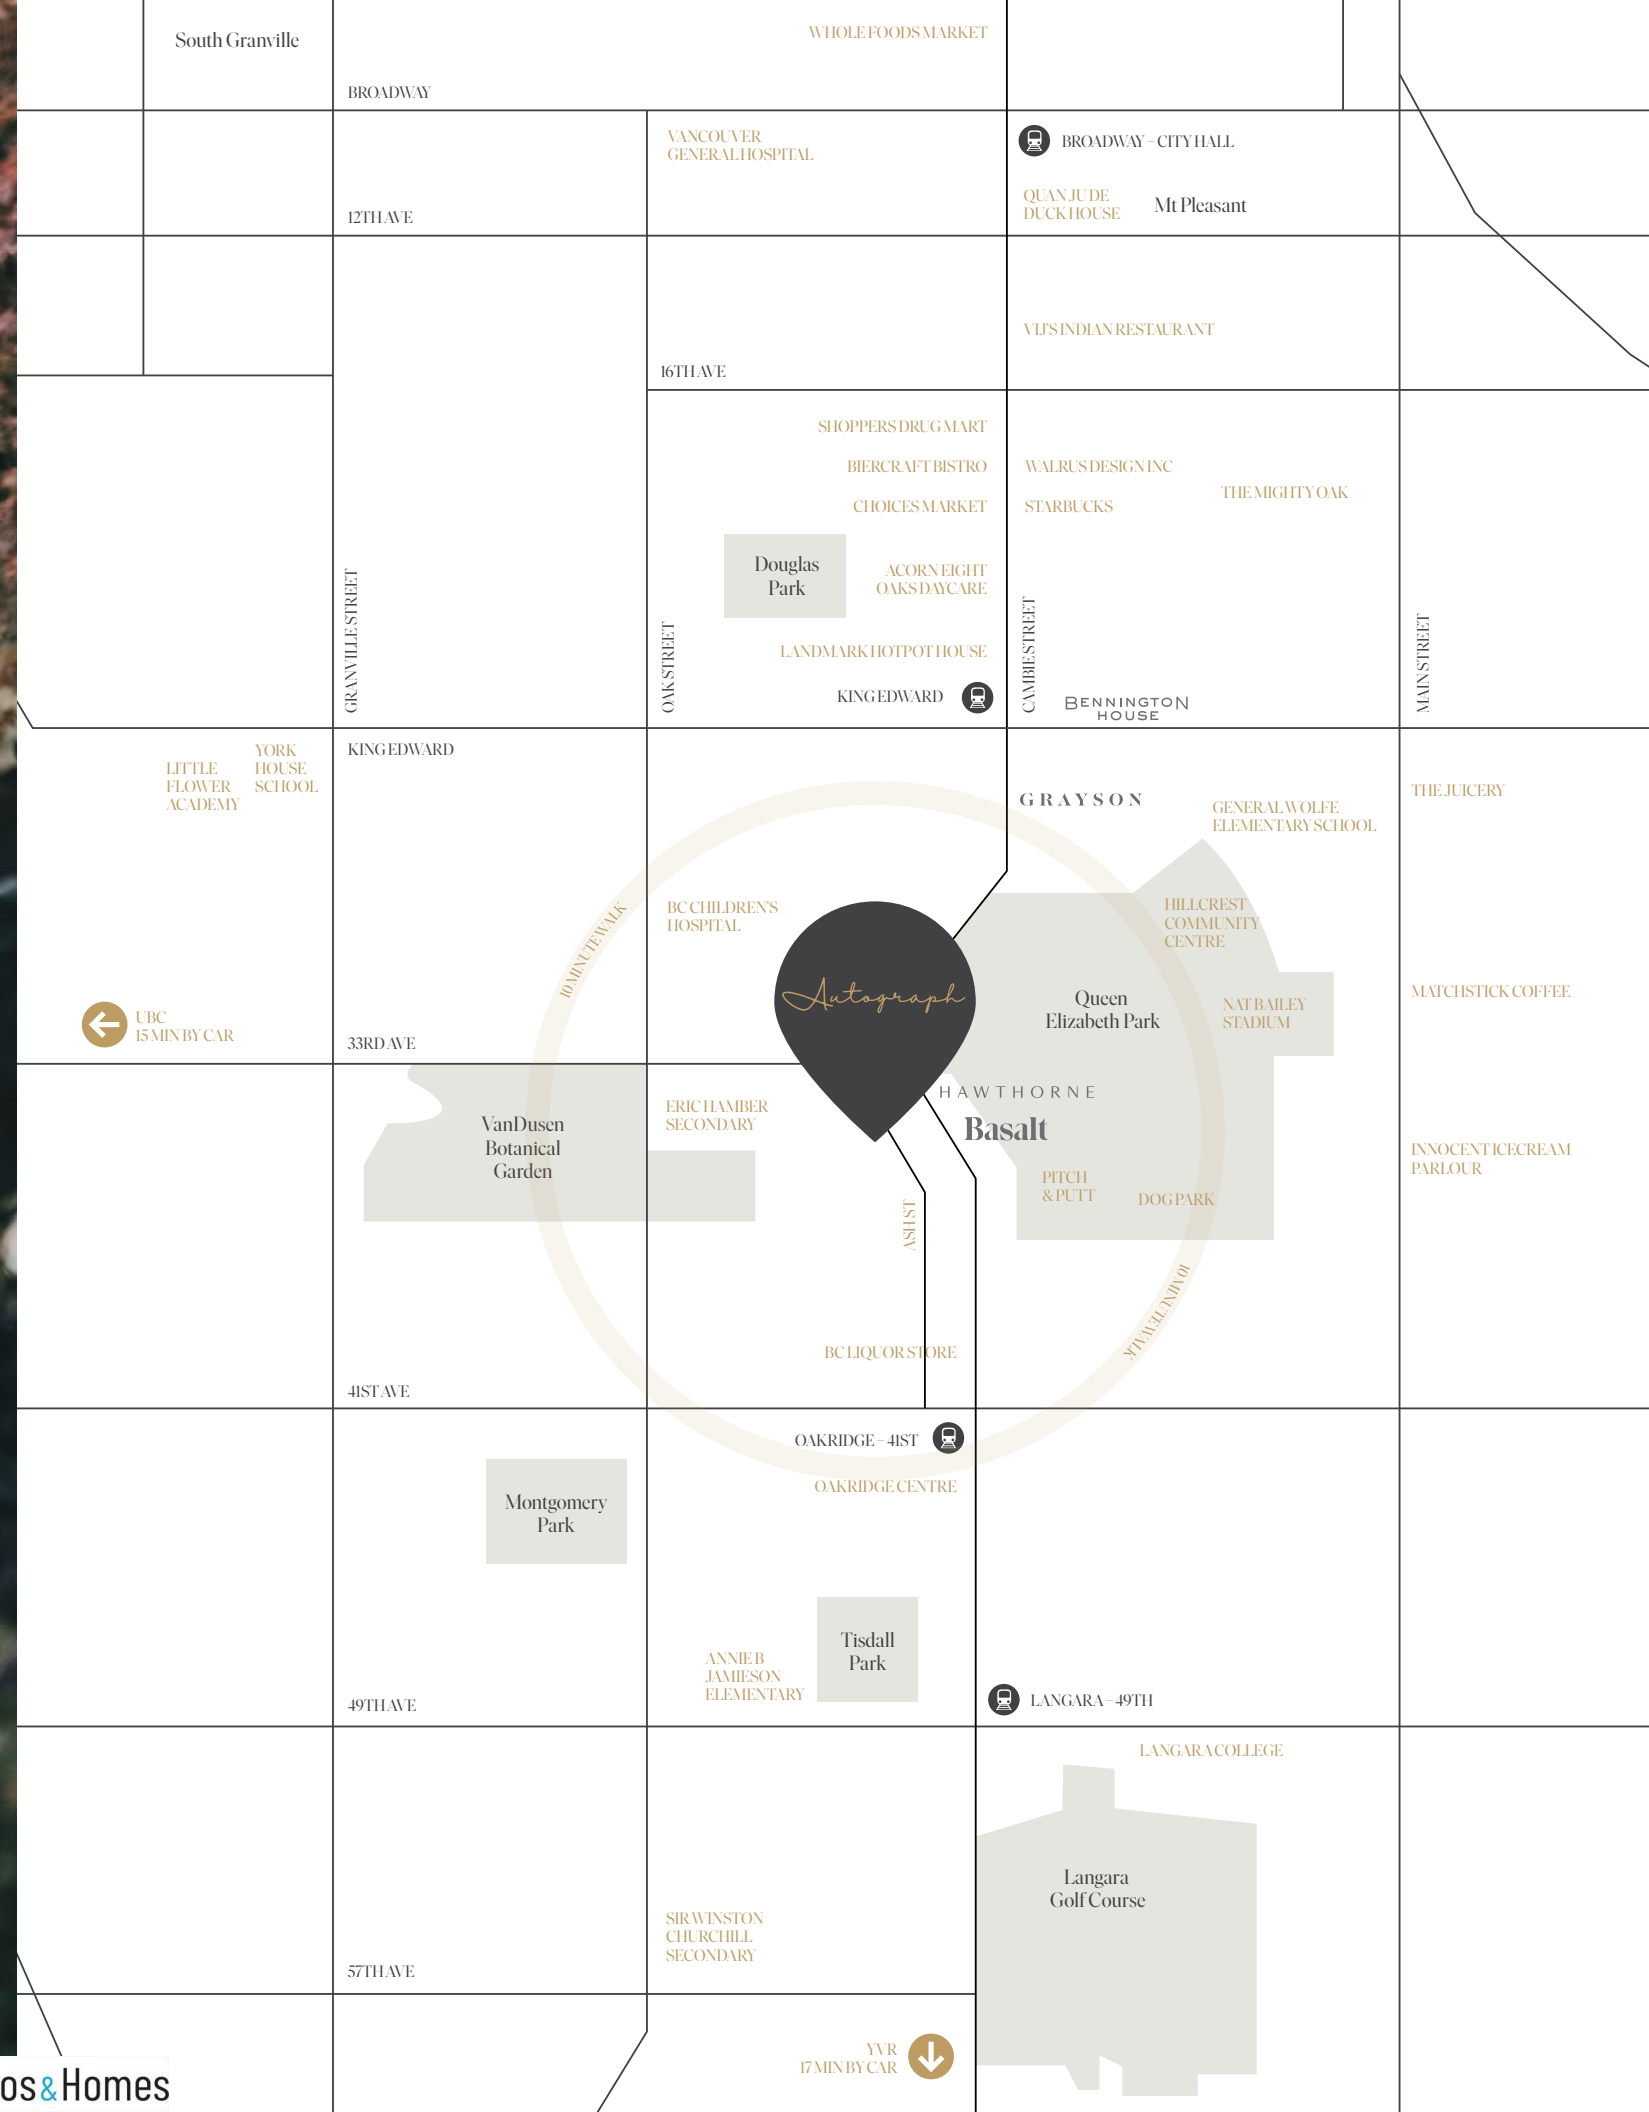 South Granville
WHOLE FOODS MARKET
BROADWAY
VANCOUVER
GENERAL HOSPITAL
BROADWAY – CITY HALL
QUAN JU DE
DUCK HOUSE
Mt Pleasant
12TH AVE
VIJ'S INDIAN RESTAURANT
16TH AVE
SHOPPERS DRUG MART
BIERCRAFT BISTRO
WALRUS DESIGN INC
THE MIGHTY OAK
CHOICES MARKET
STARBUCKS
Douglas
Park
ACORN EIGHT
OAKS DAYCARE
GRANVILLE STREET
OAK STREET
CAMBIE STREET
MAIN STREET
LANDMARK HOTPOT HOUSE
KING EDWARD
BENNINGTON
HOUSE
KING EDWARD
LITTLE
FLOWER
ACADEMY
YORK
HOUSE
SCHOOL
GRAYSON
GENERAL WOLFE
ELEMENTARY SCHOOL
THE JUICERY
10 MINUTE WALK
BC CHILDREN'S
HOSPITAL
HILLCREST
COMMUNITY
CENTRE
Autograph
Queen
Elizabeth Park
NAT BAILEY
STADIUM
MATCHSTICK COFFEE
UBC
15 MIN BY CAR
33RD AVE
HAWTHORNE
Basalt
VanDusen
Botanical
Garden
ERIC HAMBER
SECONDARY
PITCH
& PUTT
DOG PARK
INNOCENT ICECREAM
PARLOUR
ASH ST
10 MINUTE WALK
BC LIQUOR STORE
41ST AVE
OAKRIDGE – 41ST
OAKRIDGE CENTRE
Montgomery
Park
Tisdall
Park
ANNIE B
JAMIESON
ELEMENTARY
49TH AVE
LANGARA – 49TH
LANGARA COLLEGE
Langara
Golf Course
SIR WINSTON
CHURCHILL
SECONDARY
57TH AVE
YVR
17 MIN BY CAR
os&Homes